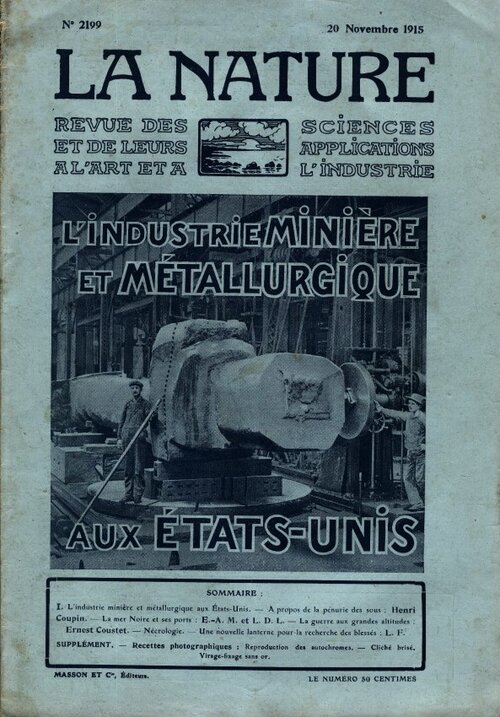 N° 2199
20 Novembre 1915
LA NATURE
REVUE DES SCIENCES
ET DE LEURS APPLICATIONS
A L'ART ET A L'INDUSTRIE
L'INDUSTRIE MINIÈRE
ET MÉTALLURGIQUE
AUX ÉTATS-UNIS
SOMMAIRE :
I. L'industrie minière et métallurgique aux États-Unis. — A propos de la pénurie des sous : Henri
Coupin. — La mer Noire et ses ports : E.-A. M. et L. D. L. — La guerre aux grandes altitudes :
Ernest Coustet. — Nécrologie. — Une nouvelle lanterne pour la recherche des blessés : L. F.
SUPPLÉMENT. — Recettes photographiques : Reproduction des autochromes. — Cliché brisé.
Virage-fixage sans or.
MASSON ET Cie, Éditeurs.
LE NUMÉRO 50 CENTIMES